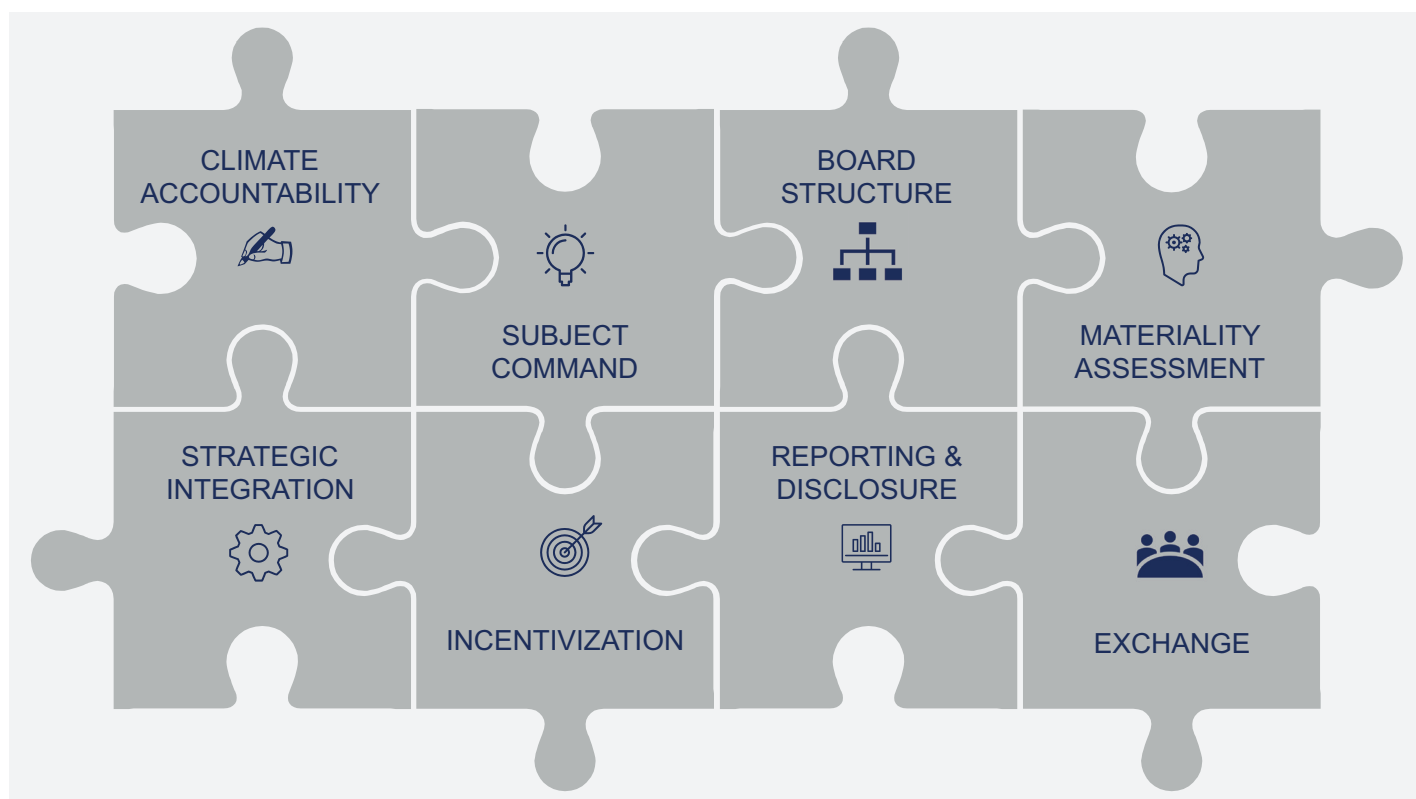 CLIMATE
ACCOUNTABILITY
SUBJECT
COMMAND
BOARD
STRUCTURE
MATERIALITY
ASSESSMENT
STRATEGIC
INTEGRATION
INCENTIVIZATION
REPORTING &
DISCLOSURE
EXCHANGE